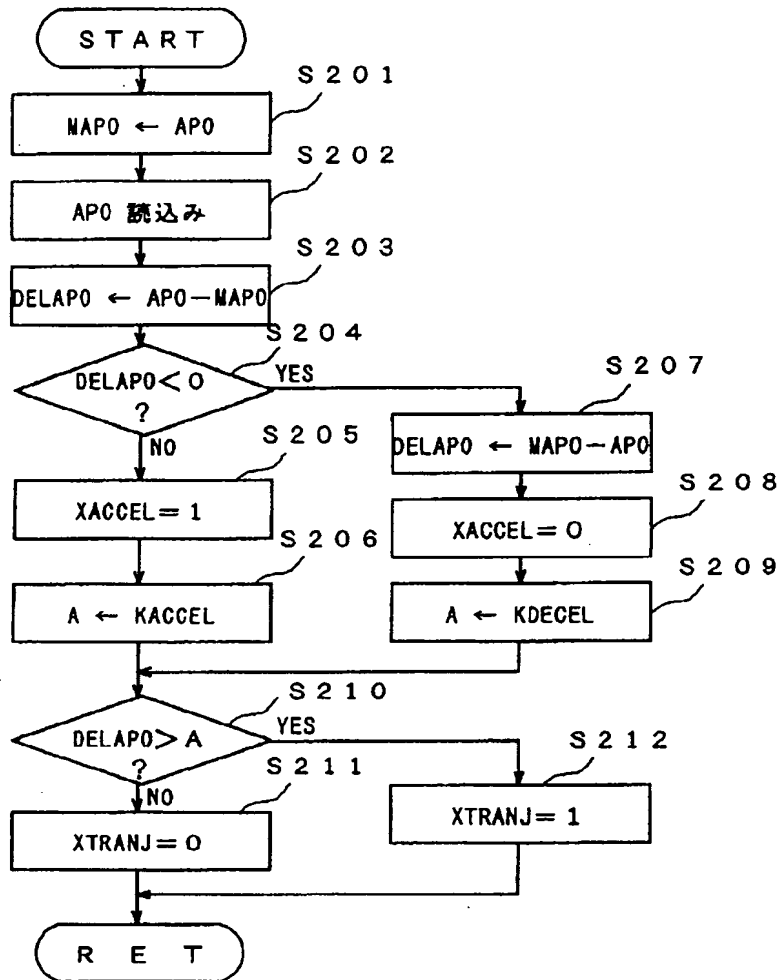 START
S201
MAPO ← APO
S202
APO 読込み
S203
DELAPO ← APO-MAPO
S204
DELAPO<0
?
YES
NO
S205
XACCEL=1
S206
A ← KACCEL
S207
DELAPO ← MAPO-APO
S208
XACCEL=0
S209
A ← KDECEL
S210
DELAPO>A
?
YES
NO
S211
XTRANJ=0
S212
XTRANJ=1
RET